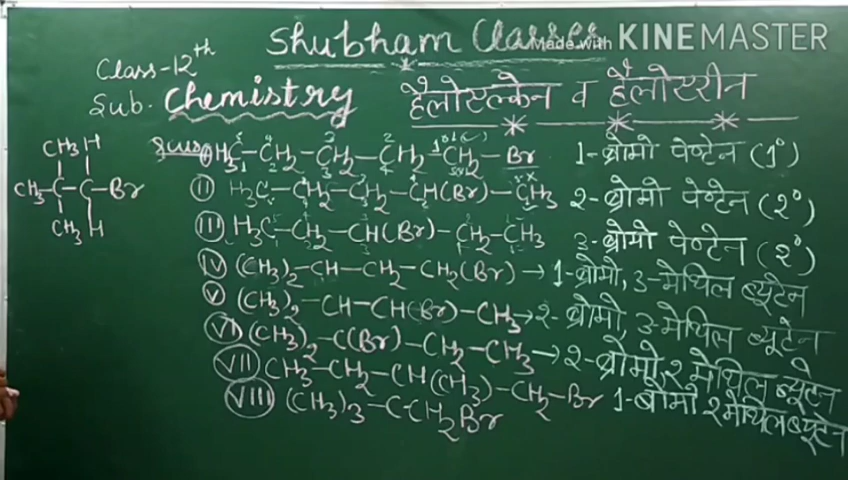 Shubham Classes
Made with KINEMASTER
Class-12th
Sub. Chemistry
हैलोएल्केन व हैलोएरीन
CH3 H
CH3-C-C-Br
CH3 H
(I) H3C-CH2-CH2-CH2-CH2-Br 1-ब्रोमो पेण्टेन (1°)
(II) H3C-CH2-CH2-CH(Br)-CH3 2-ब्रोमो पेण्टेन (2°)
(III) H3C-CH2-CH(Br)-CH2-CH3 3-ब्रोमो पेण्टेन (2°)
(IV) (CH3)2-CH-CH2-CH2(Br) → 1-ब्रोमो, 3-मेथिल ब्यूटेन
(V) (CH3)2-CH-CH(Br)-CH3 → 2-ब्रोमो, 3-मेथिल ब्यूटेन
(VI) (CH3)2-C(Br)-CH2-CH3 → 2-ब्रोमो, 2 मेथिल ब्यूटेन
(VII) CH3-CH2-CH(CH3)-CH2-Br 1-ब्रोमो 2 मेथिल ब्यूटेन
(VIII) (CH3)3-C-CH2Br